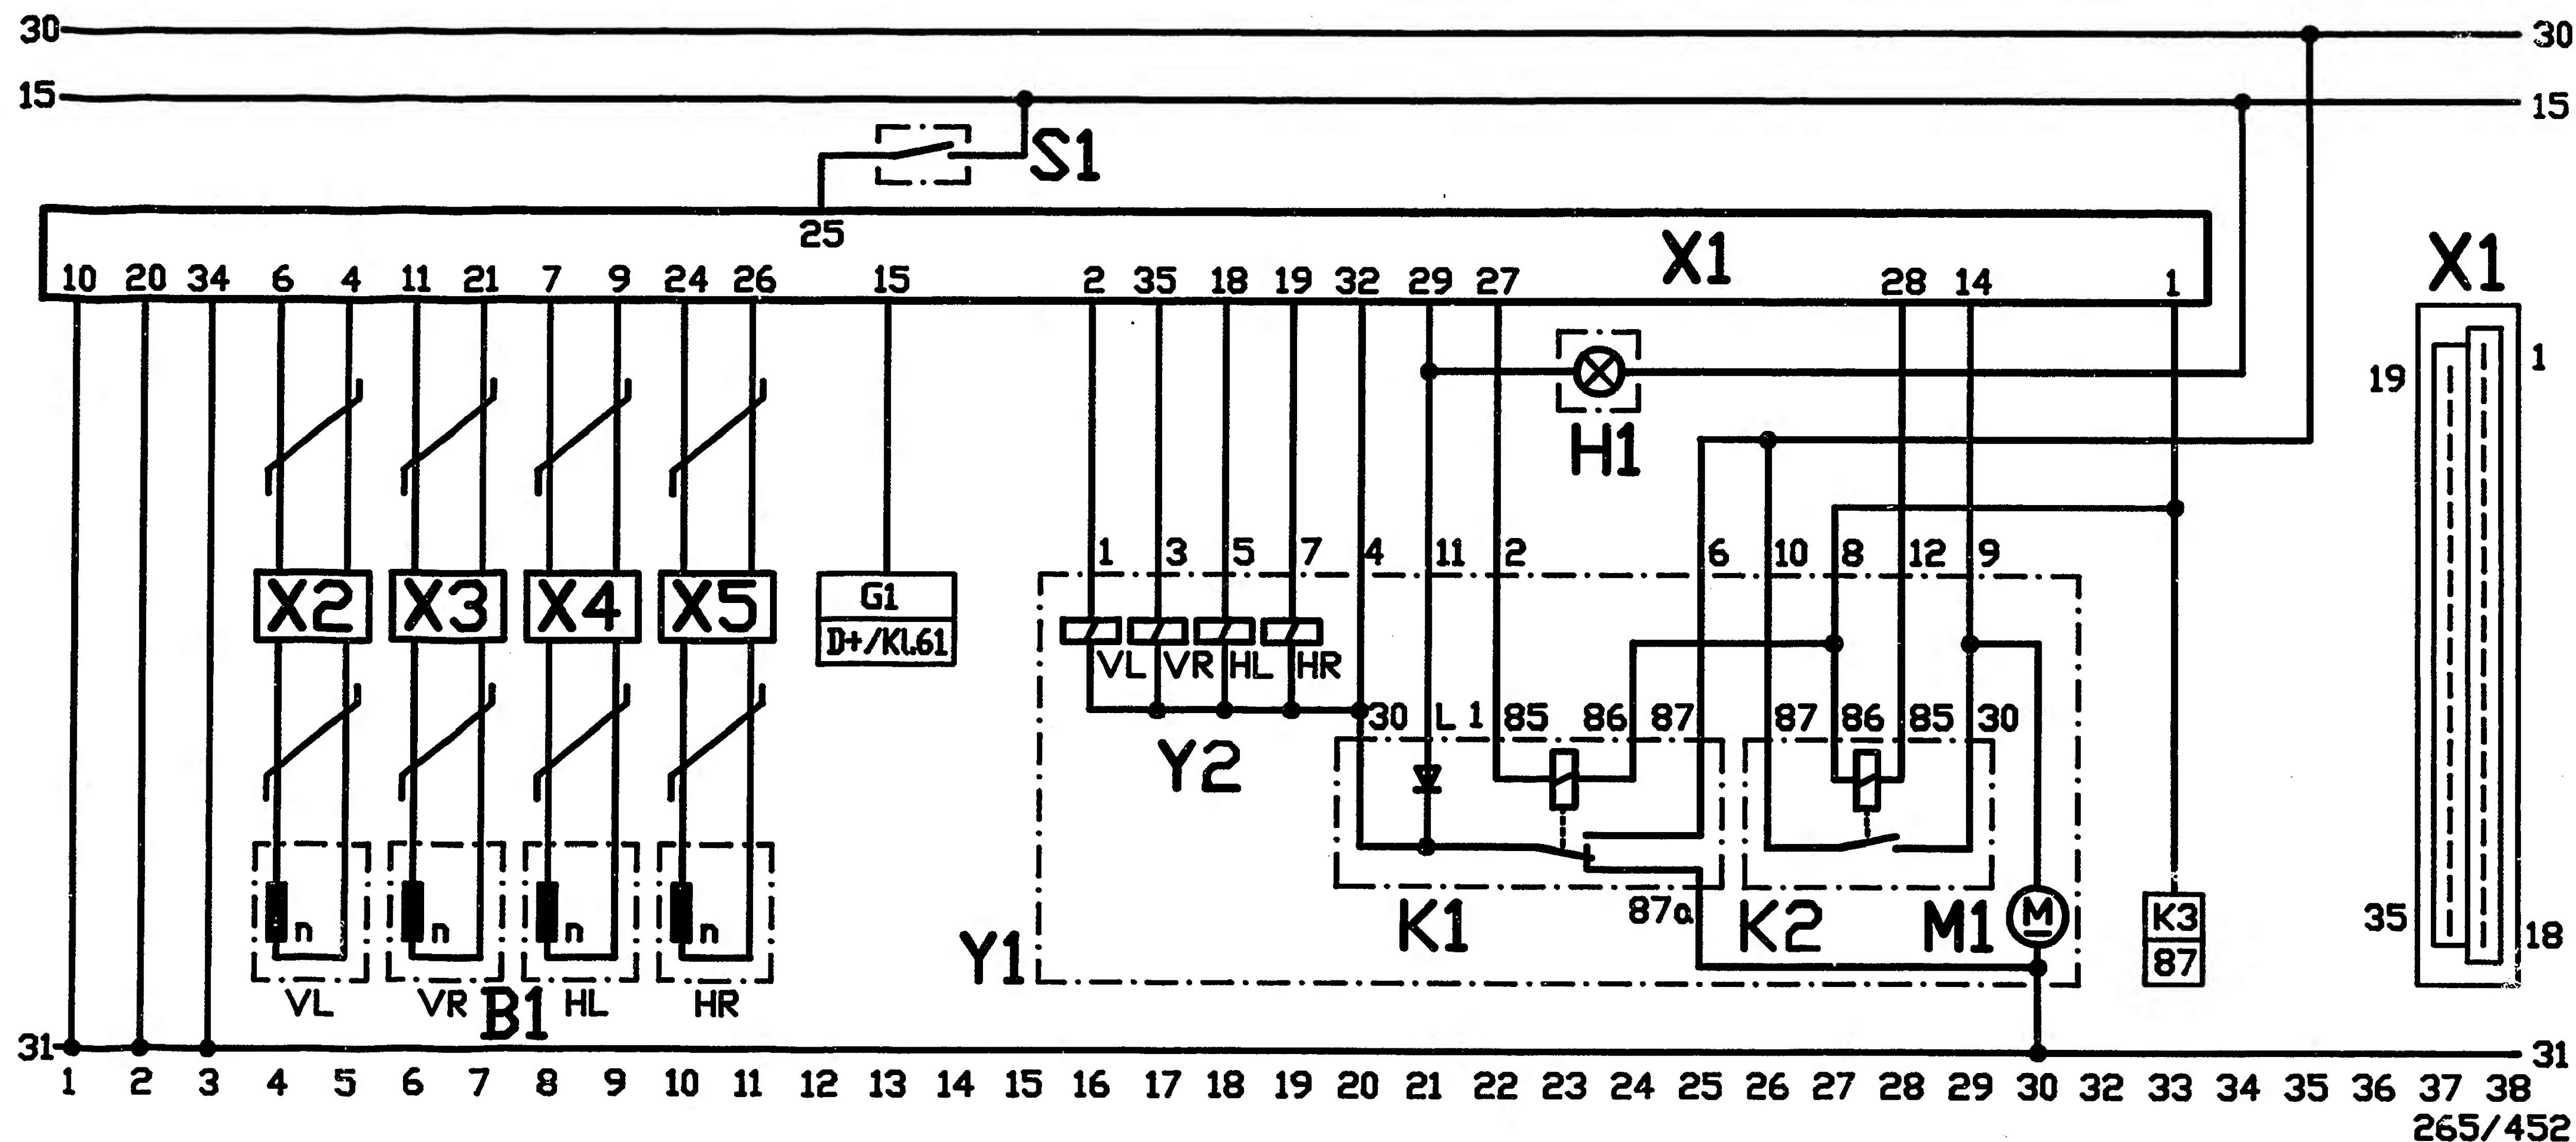 30 30
15 15
S1
25 X1 X1
10 20 34 6 4 11 21 7 9 24 26 15 2 35 18 19 32 29 27 28 14 1
19 1
H1
1 3 5 7 4 11 2 6 10 8 12 9
X2 X3 X4 X5 G1
D+/Kl.61
VL VR HL HR
30 L 1 85 86 87 87 86 85 30
Y2
87a
n n n n Y1 K1 K2 M1 M K3 35 18
87
VL VR B1 HL HR
31 31
1 2 3 4 5 6 7 8 9 10 11 12 13 14 15 16 17 18 19 20 21 22 23 24 25 26 27 28 29 30 32 33 34 35 36 37 38
265/452